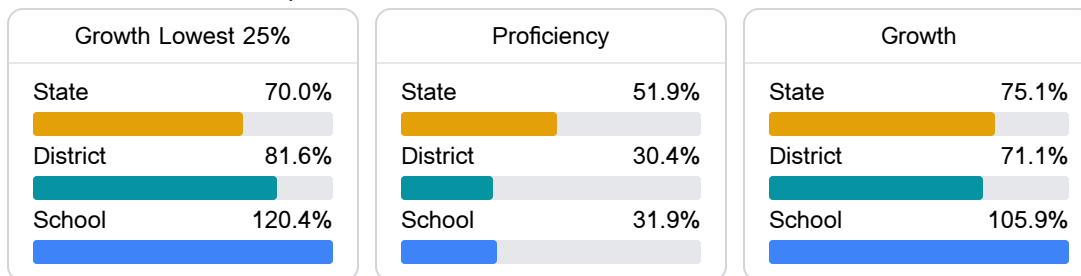 Growth Lowest 25%
State 70.0%
District 81.6%
School 120.4%
Proficiency
State 51.9%
District 30.4%
School 31.9%
Growth
State 75.1%
District 71.1%
School 105.9%